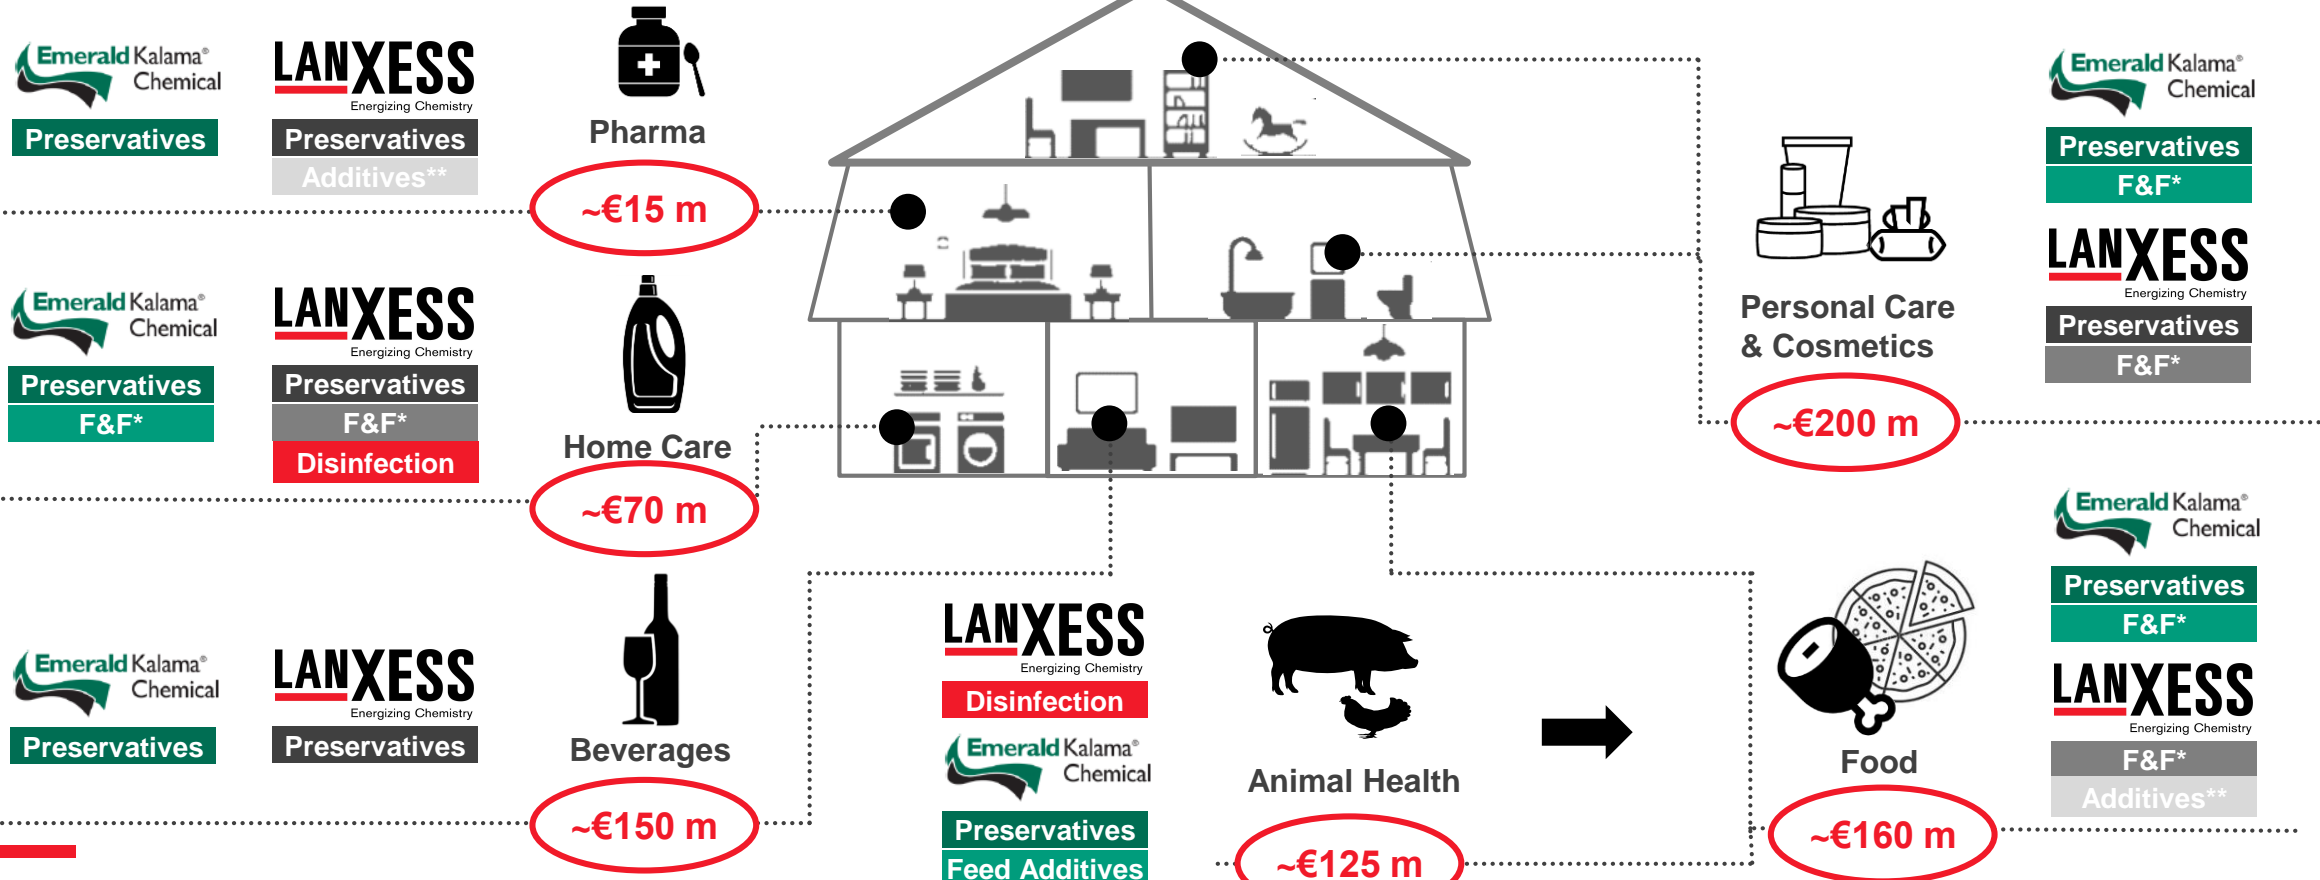 Emerald Kalama®
Chemical
Preservatives
LANXESS
Energizing Chemistry
Preservatives
Additives**
Pharma
~€15 m
Emerald Kalama®
Chemical
Preservatives
F&F*
LANXESS
Energizing Chemistry
Preservatives
F&F*
Disinfection
Home Care
~€70 m
Emerald Kalama®
Chemical
Preservatives
LANXESS
Energizing Chemistry
Preservatives
Beverages
~€150 m
LANXESS
Energizing Chemistry
Disinfection
Emerald Kalama®
Chemical
Preservatives
Feed Additives
Animal Health
~€125 m
Personal Care
& Cosmetics
~€200 m
Emerald Kalama®
Chemical
Preservatives
F&F*
LANXESS
Energizing Chemistry
Preservatives
F&F*
Food
~€160 m
Emerald Kalama®
Chemical
Preservatives
F&F*
LANXESS
Energizing Chemistry
F&F*
Additives**